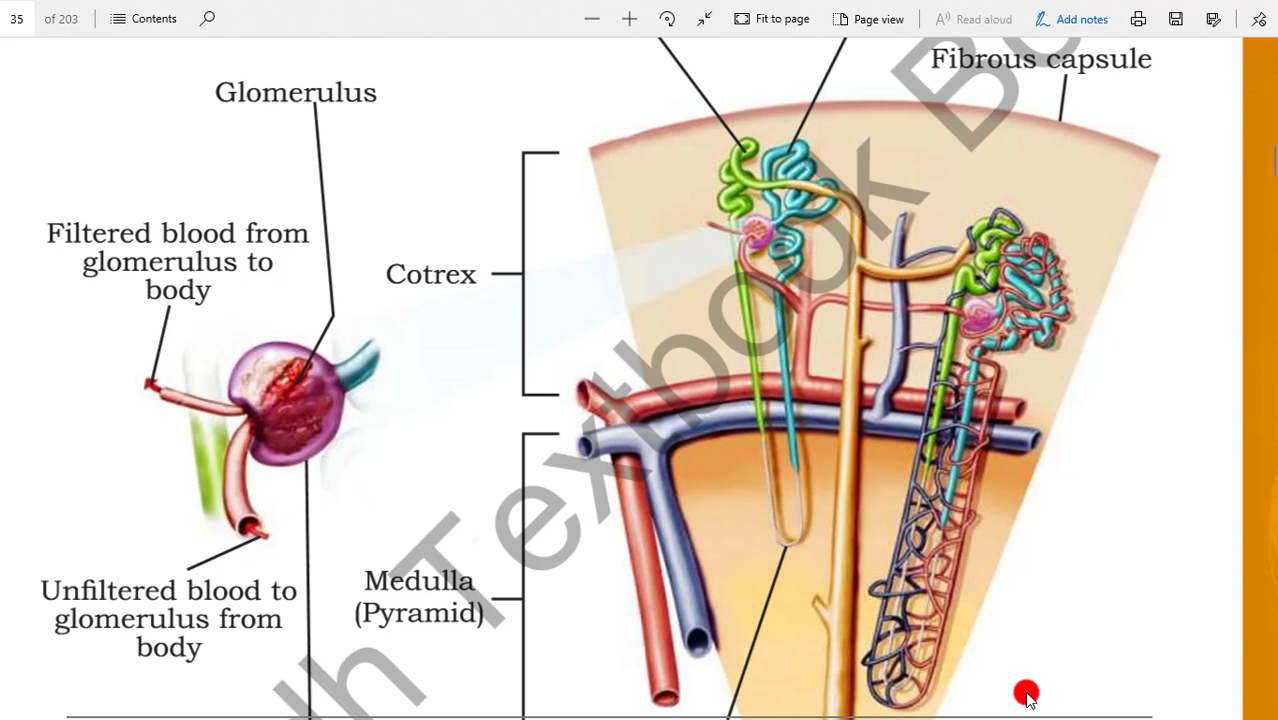 35 of 203 Contents Fit to page Page view Read aloud Add notes
Fibrous capsule
Glomerulus
Filtered blood from
glomerulus to
body
Cotrex
Unfiltered blood to
glomerulus from
body
Medulla
(Pyramid)
Textbook